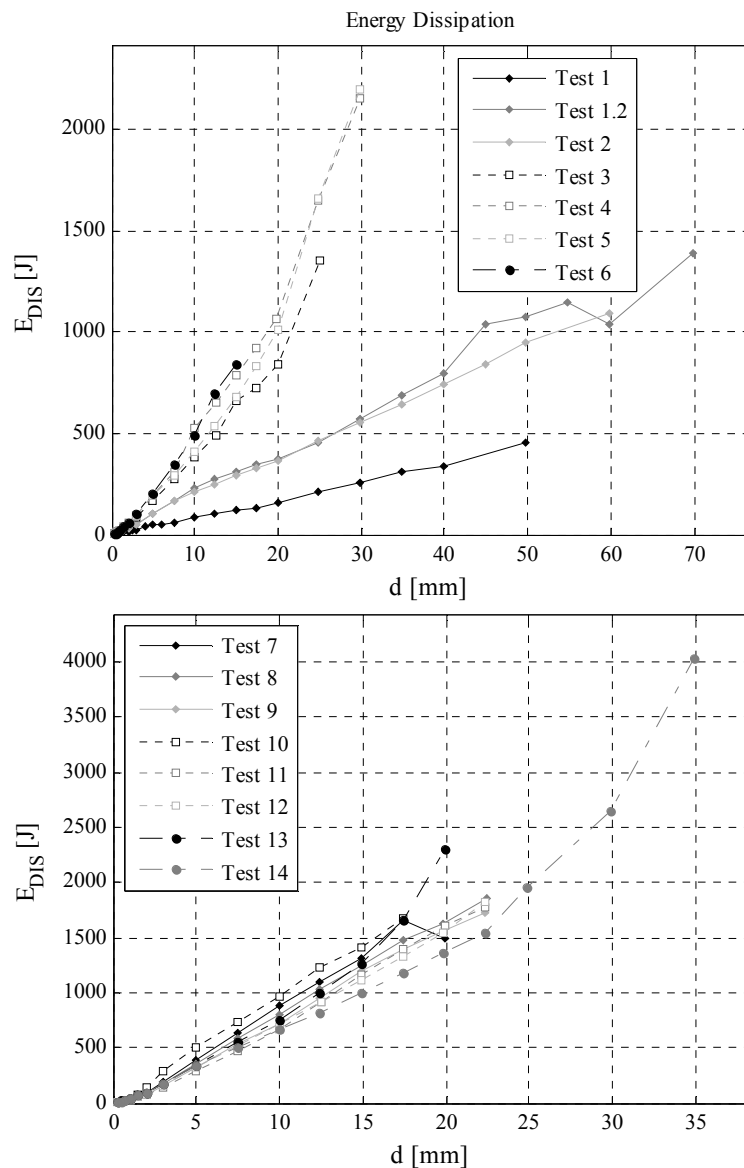 Energy Dissipation
Test 1
Test 1.2
Test 2
Test 3
Test 4
Test 5
Test 6
2000
1500
1000
500
0
E_DIS [J]
0 10 20 30 40 50 60 70
d [mm]
Test 7
Test 8
Test 9
Test 10
Test 11
Test 12
Test 13
Test 14
4000
3500
3000
2500
2000
1500
1000
500
0
E_DIS [J]
0 5 10 15 20 25 30 35
d [mm]